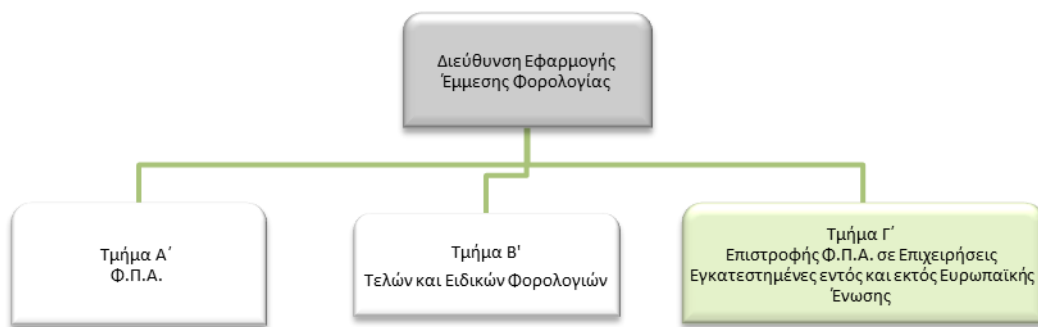 Διεύθυνση Εφαρμογής
Έμμεσης Φορολογίας
Τμήμα Α΄
Φ.Π.Α.
Τμήμα Β'
Τελών και Ειδικών Φορολογιών
Τμήμα Γ΄
Επιστροφής Φ.Π.Α. σε Επιχειρήσεις
Εγκατεστημένες εντός και εκτός Ευρωπαϊκής
Ένωσης